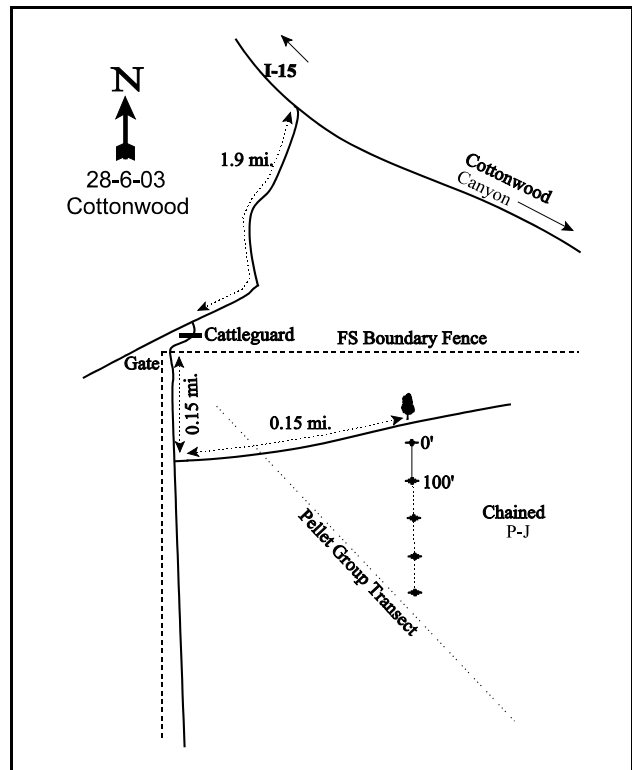 I-15
N
1.9 mi.
28-6-03
Cottonwood
Cottonwood
Canyon
Cattleguard
FS Boundary Fence
Gate
0.15 mi.
0.15 mi.
0'
100'
Chained
P-J
Pellet Group Transect